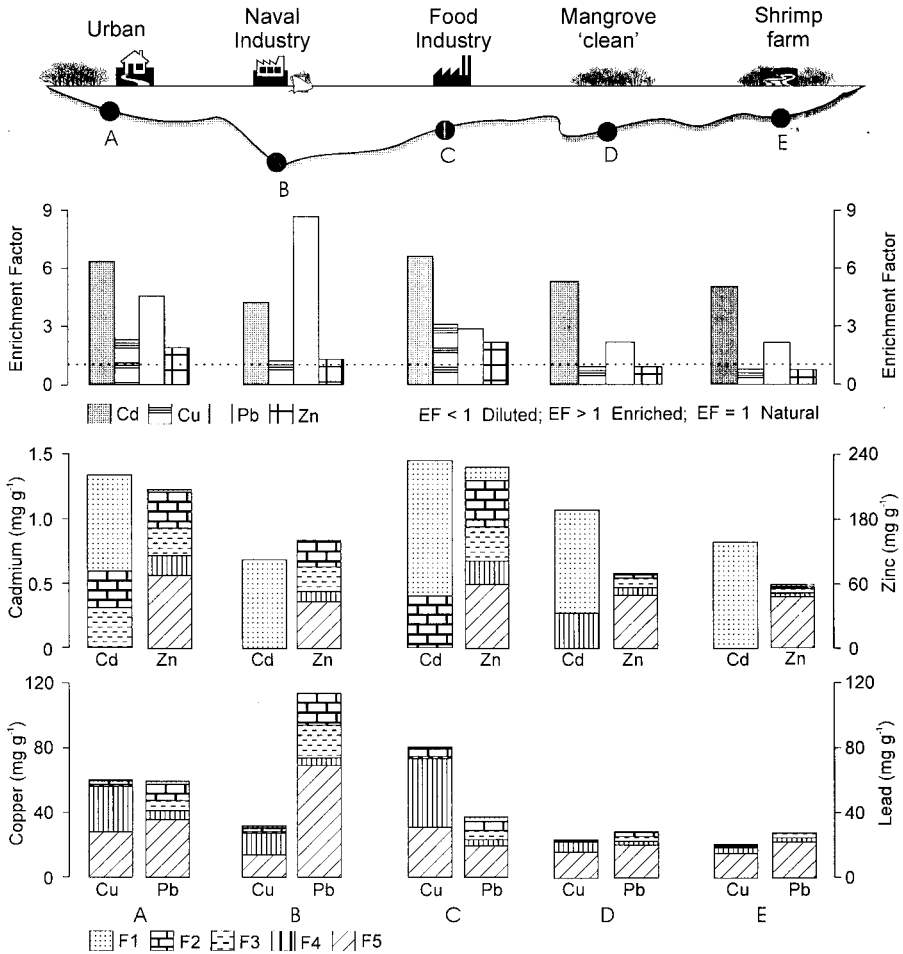 Urban
Naval
Industry
Food
Industry
Mangrove
'clean'
Shrimp
farm
A
B
C
D
E
Enrichment Factor
9
6
3
0
9
6
3
0
Enrichment Factor
Cd Cu Pb Zn EF < 1 Diluted; EF > 1 Enriched; EF = 1 Natural
Cadmium (mg g⁻¹)
1.5
1.0
0.5
0
240
180
60
0
Zinc (mg g⁻¹)
Cd Zn Cd Zn Cd Zn Cd Zn Cd Zn
Copper (mg g⁻¹)
120
80
40
0
120
80
40
0
Lead (mg g⁻¹)
Cu Pb Cu Pb Cu Pb Cu Pb Cu Pb
A B C D E
F1 F2 F3 F4 F5